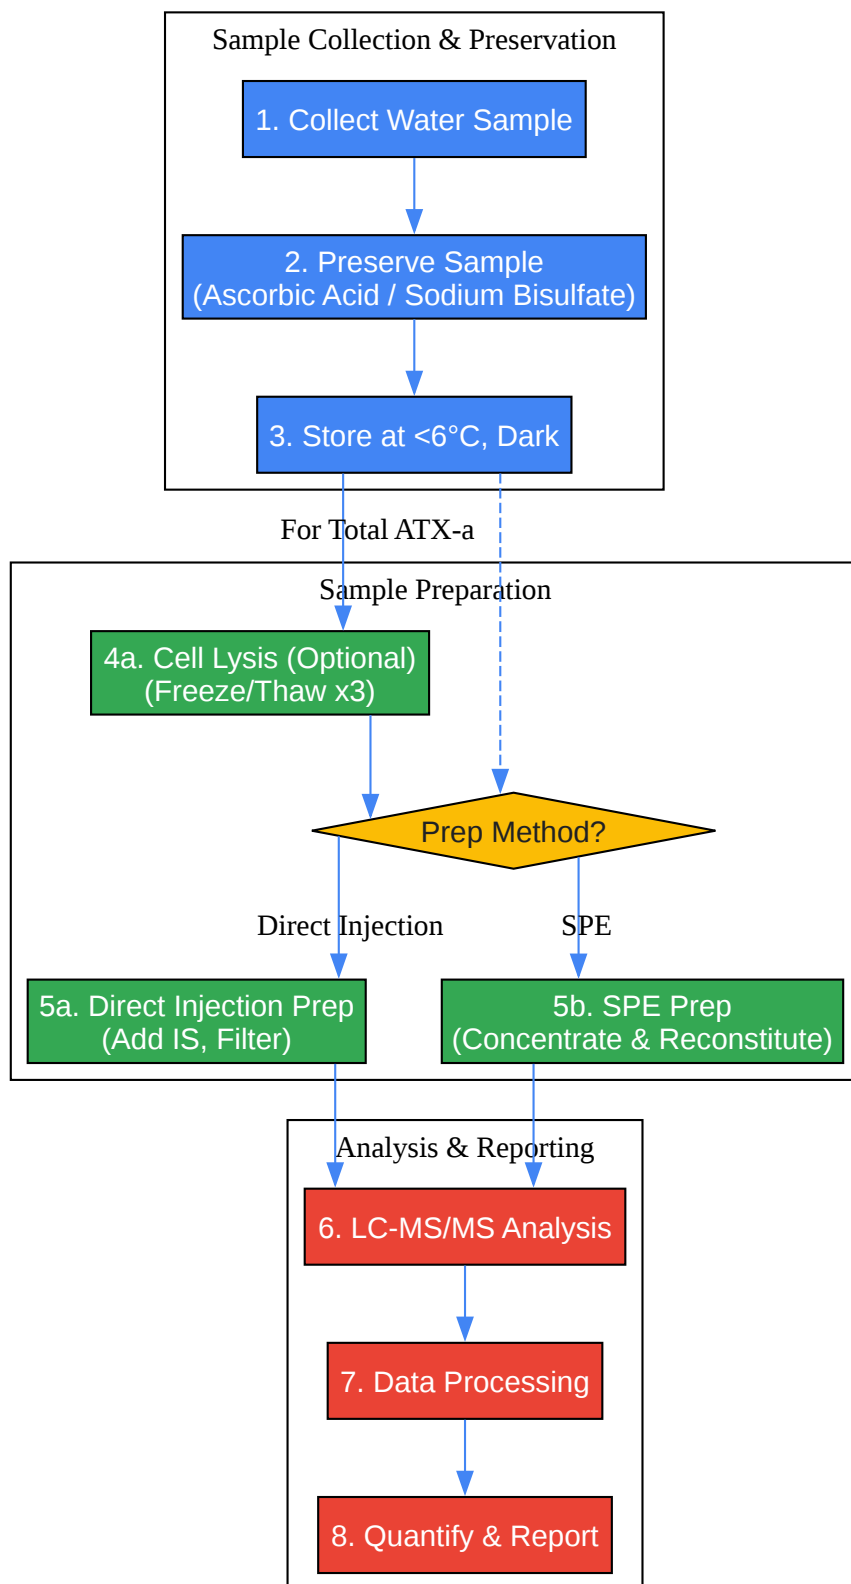 Sample Collection & Preservation
1. Collect Water Sample
2. Preserve Sample
(Ascorbic Acid / Sodium Bisulfate)
3. Store at <6°C, Dark
For Total ATX-a
Sample Preparation
4a. Cell Lysis (Optional)
(Freeze/Thaw x3)
Prep Method?
Direct Injection
SPE
5a. Direct Injection Prep
(Add IS, Filter)
5b. SPE Prep
(Concentrate & Reconstitute)
Analysis & Reporting
6. LC-MS/MS Analysis
7. Data Processing
8. Quantify & Report